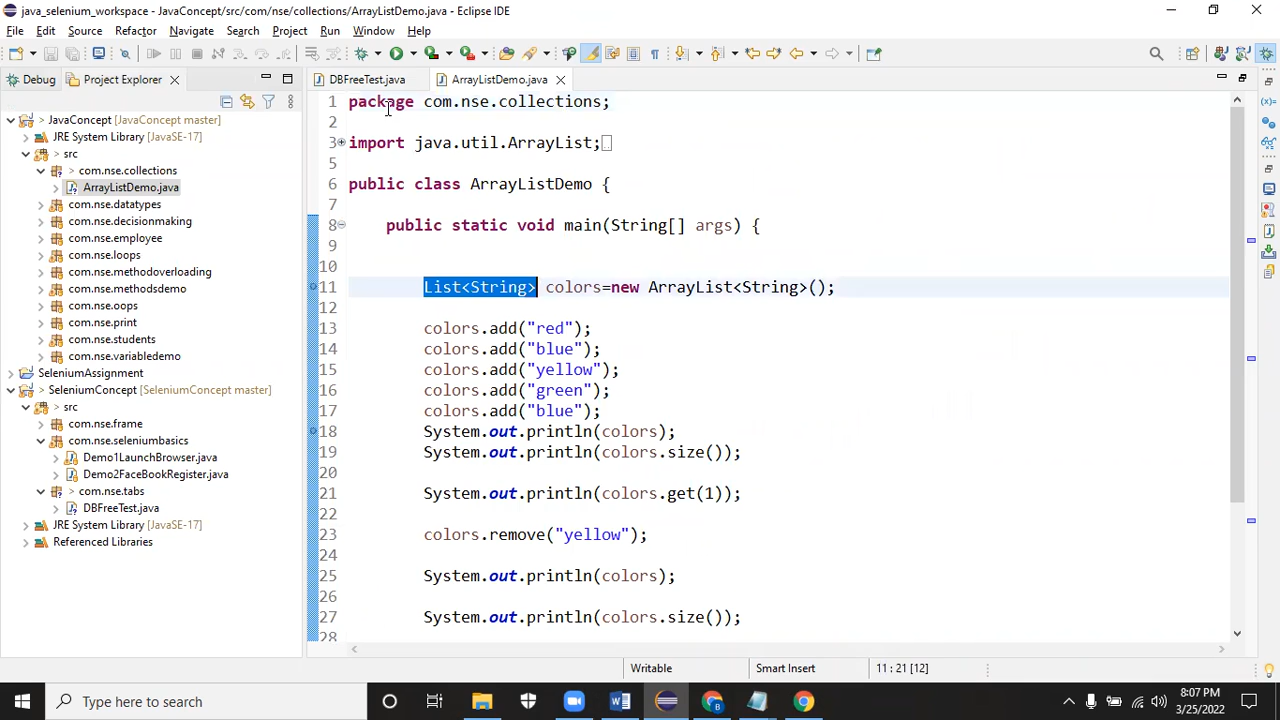 java_selenium_workspace - JavaConcept/src/com/nse/collections/ArrayListDemo.java - Eclipse IDE
File Edit Source Refactor Navigate Search Project Run Window Help
Debug Project Explorer
DBFreeTest.java ArrayListDemo.java
JavaConcept [JavaConcept master]
JRE System Library [JavaSE-17]
> src
> com.nse.collections
> ArrayListDemo.java
com.nse.datatypes
com.nse.decisionmaking
com.nse.employee
com.nse.loops
com.nse.methodoverloading
com.nse.methodsdemo
com.nse.oops
com.nse.print
com.nse.students
com.nse.variabledemo
SeleniumAssignment
> SeleniumConcept [SeleniumConcept master]
> src
com.nse.frame
com.nse.seleniumbasics
Demo1LaunchBrowser.java
Demo2FaceBookRegister.java
> com.nse.tabs
> DBFreeTest.java
JRE System Library [JavaSE-17]
Referenced Libraries
1 package com.nse.collections;
2
3 import java.util.ArrayList;
5
6 public class ArrayListDemo {
7
8 public static void main(String[] args) {
9
10
11 List<String> colors=new ArrayList<String>();
12
13 colors.add("red");
14 colors.add("blue");
15 colors.add("yellow");
16 colors.add("green");
17 colors.add("blue");
18 System.out.println(colors);
19 System.out.println(colors.size());
20
21 System.out.println(colors.get(1));
22
23 colors.remove("yellow");
24
25 System.out.println(colors);
26
27 System.out.println(colors.size());
28
Writable Smart Insert 11 : 21 [12]
Type here to search
8:07 PM
3/25/2022